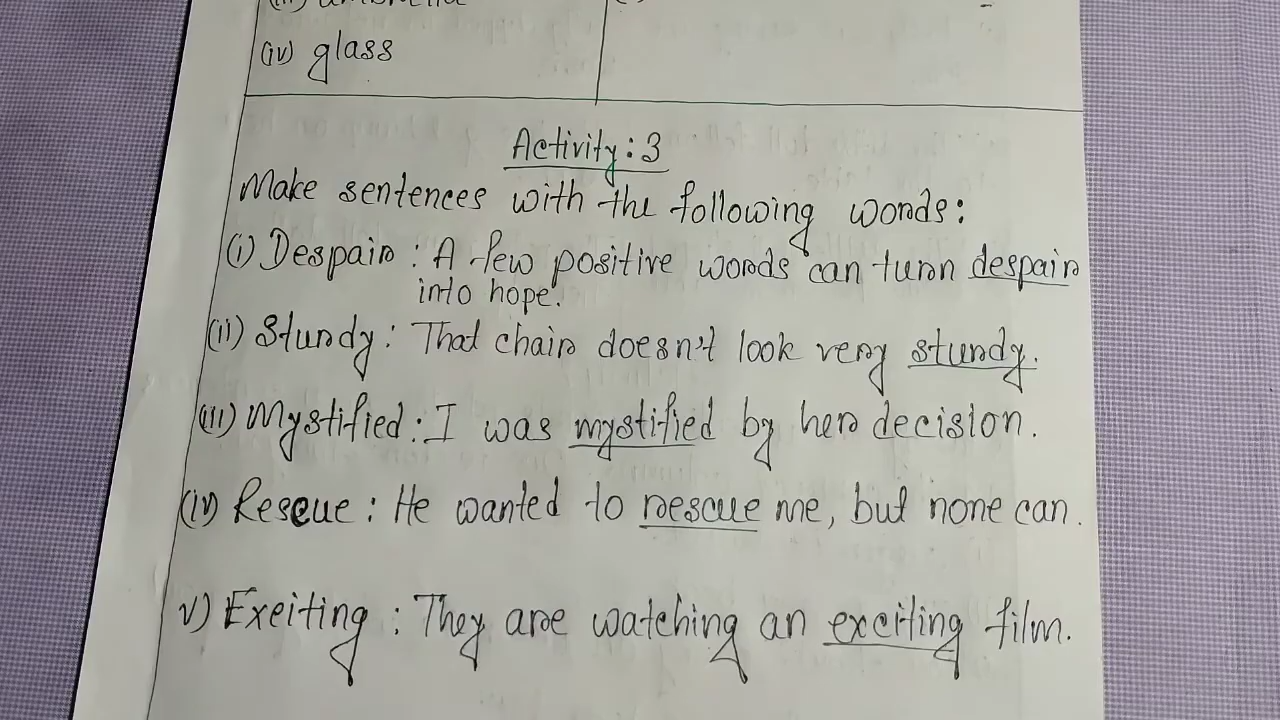 (iv) glass
Activity: 3
Make sentences with the following words:
(i) Despair: A few positive words can turn despair
into hope.
(ii) Sturdy: That chair doesn't look very sturdy.
(iii) Mystified: I was mystified by her decision.
(iv) Rescue: He wanted to rescue me, but none can.
v) Exciting: They are watching an exciting film.